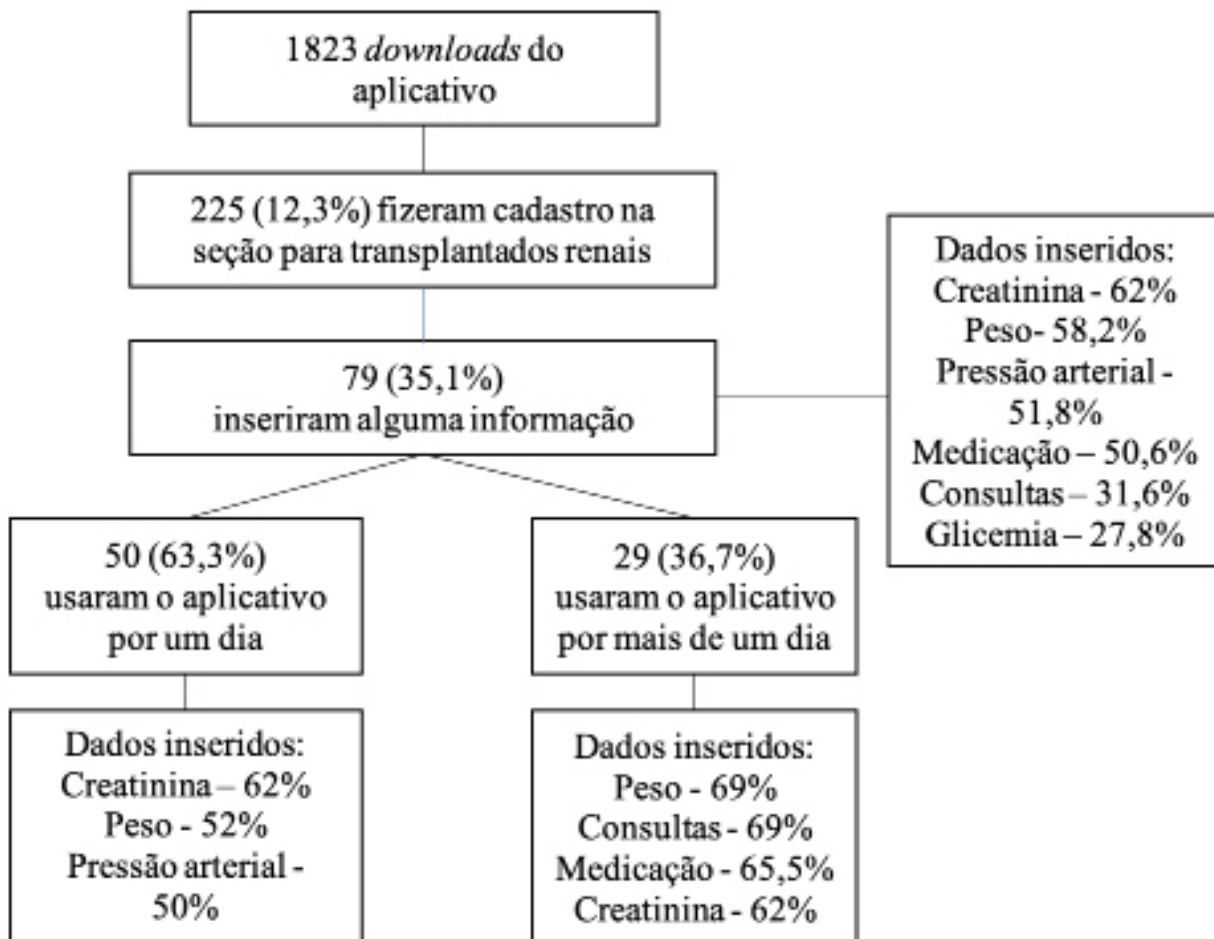 1823 downloads do
aplicativo
225 (12,3%) fizeram cadastro na
seção para transplantados renais
79 (35,1%)
inseriram alguma informação
Dados inseridos:
Creatinina - 62%
Peso- 58,2%
Pressão arterial -
51,8%
Medicação – 50,6%
Consultas – 31,6%
Glicemia – 27,8%
50 (63,3%)
usaram o aplicativo
por um dia
29 (36,7%)
usaram o aplicativo
por mais de um dia
Dados inseridos:
Creatinina – 62%
Peso - 52%
Pressão arterial -
50%
Dados inseridos:
Peso - 69%
Consultas - 69%
Medicação - 65,5%
Creatinina - 62%